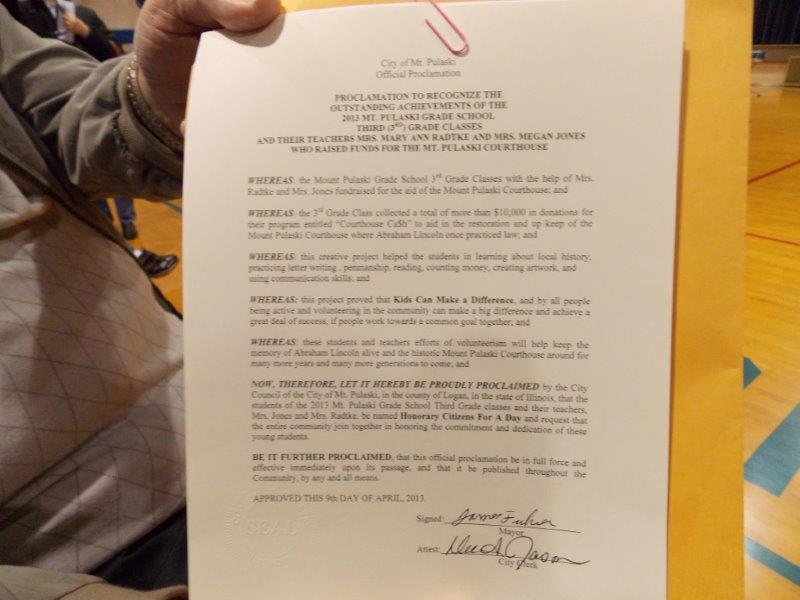 City of Mt. Pulaski
Official Proclamation
PROCLAMATION TO RECOGNIZE THE
OUTSTANDING ACHIEVEMENTS OF THE
2013 MT. PULASKI GRADE SCHOOL
THIRD (3RD) GRADE CLASSES
AND THEIR TEACHERS MRS. MARY ANN RADTKE AND MRS. MEGAN JONES
WHO RAISED FUNDS FOR THE MT. PULASKI COURTHOUSE
WHEREAS: the Mount Pulaski Grade School 3rd Grade Classes with the help of Mrs.
Radtke and Mrs. Jones fundraised for the aid of the Mount Pulaski Courthouse; and
WHEREAS: the 3rd Grade Class collected a total of more than $10,000 in donations for
their program entitled "Courthouse Ca$h" to aid in the restoration and up keep of the
Mount Pulaski Courthouse where Abraham Lincoln once practiced law; and
WHEREAS: this creative project helped the students in learning about local history,
practicing letter writing , penmanship, reading, counting money, creating artwork, and
using communication skills; and
WHEREAS: this project proved that Kids Can Make a Difference, and by all people
being active and volunteering in the community can make a big difference and achieve a
great deal of success, if people work towards a common goal together; and
WHEREAS: these students and teachers efforts of volunteerism will help keep the
memory of Abraham Lincoln alive and the historic Mount Pulaski Courthouse around for
many more years and many more generations to come; and
NOW, THEREFORE, LET IT HEREBY BE PROUDLY PROCLAIMED by the City
Council of the City of Mt. Pulaski, in the county of Logan, in the state of Illinois, that the
students of the 2013 Mt. Pulaski Grade School Third Grade classes and their teachers,
Mrs. Jones and Mrs. Radtke, be named Honorary Citizens For A Day and request that
the entire community join together in honoring the commitment and dedication of these
young students.
BE IT FURTHER PROCLAIMED, that this official proclamation be in full force and
effective immediately upon its passage, and that it be published throughout the
Community, by any and all means.
APPROVED THIS 9th DAY OF APRIL, 2013.
SEAL
Signed:
Mayor
Attest:
City Clerk